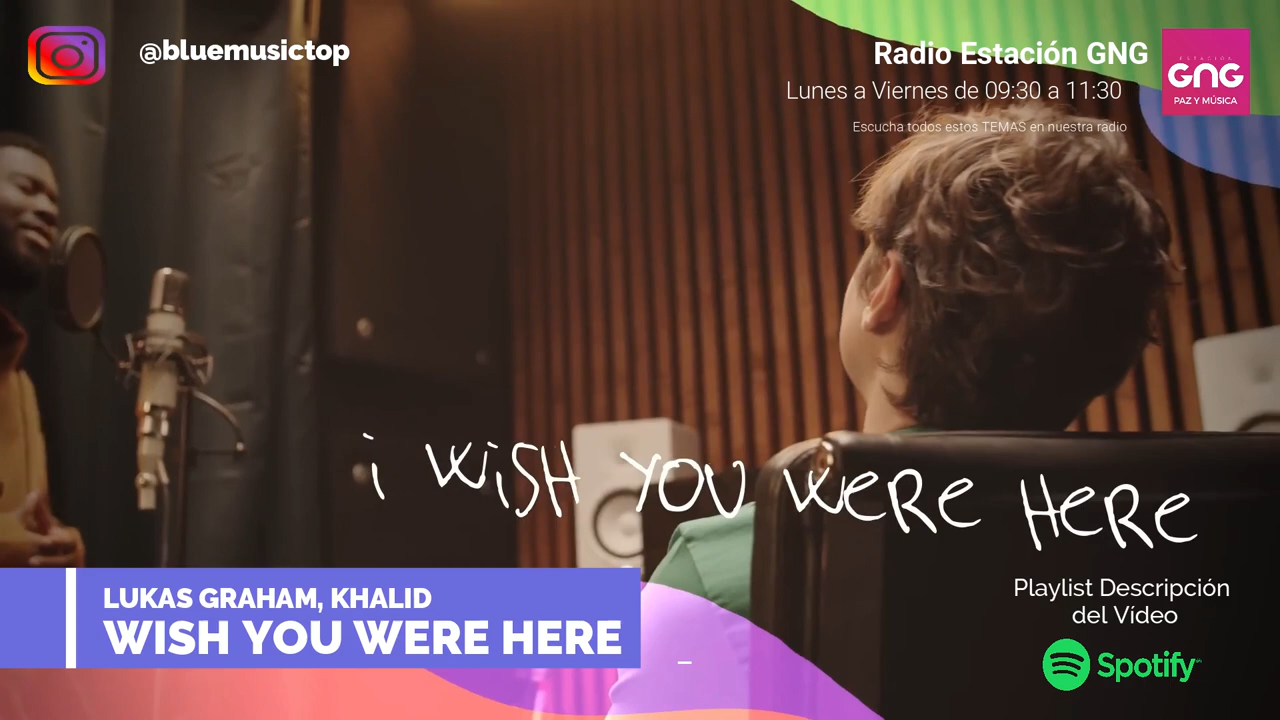 @bluemusictop
Radio Estación GNG
Lunes a Viernes de 09:30 a 11:30
Escucha todos estos TEMAS en nuestra radio
ESTACIÓN
GNG
PAZ Y MÚSICA
i WiSH YOU WERE HERE
LUKAS GRAHAM, KHALID
WISH YOU WERE HERE
Playlist Descripción
del Vídeo
Spotify